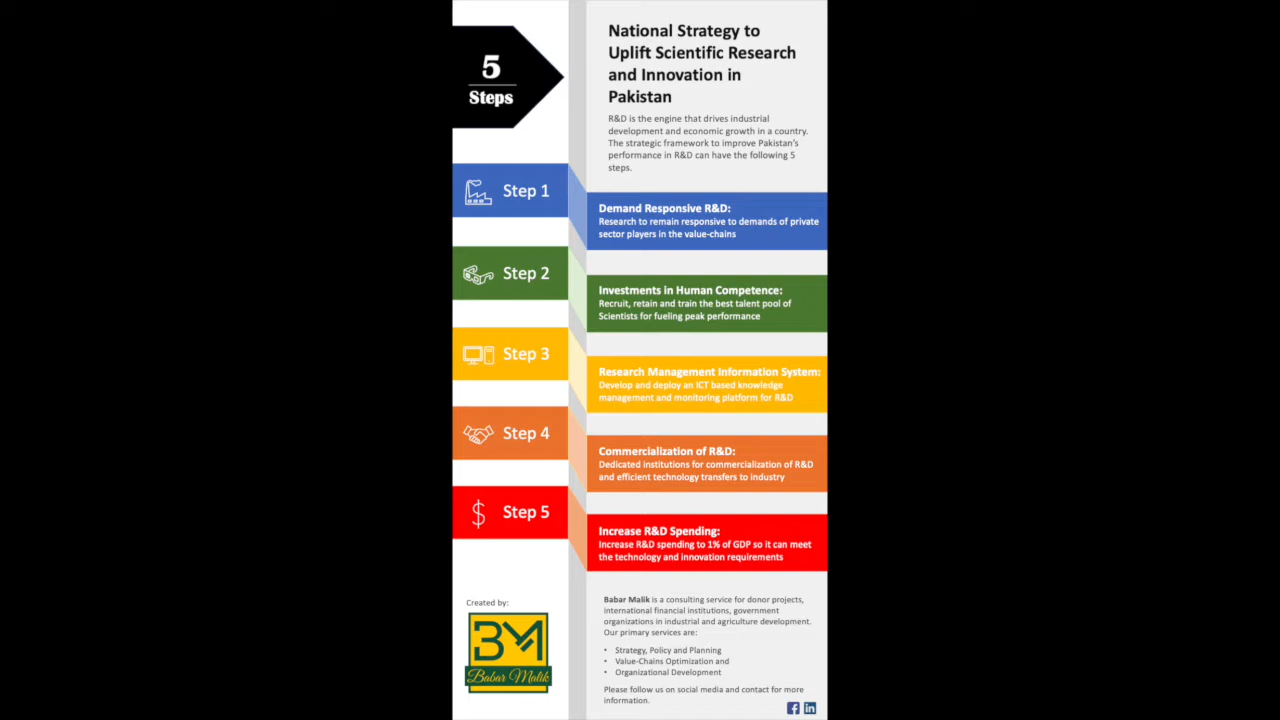 5
Steps
National Strategy to
Uplift Scientific Research
and Innovation in
Pakistan
R&D is the engine that drives industrial
development and economic growth in a country.
The strategic framework to improve Pakistan's
performance in R&D can have the following 5
steps.
Step 1
Demand Responsive R&D:
Research to remain responsive to demands of private
sector players in the value-chains
Step 2
Investments in Human Competence:
Recruit, retain and train the best talent pool of
Scientists for fueling peak performance
Step 3
Research Management Information System:
Develop and deploy an ICT based knowledge
management and monitoring platform for R&D
Step 4
Commercialization of R&D:
Dedicated institutions for commercialization of R&D
and efficient technology transfers to industry
Step 5
Increase R&D Spending:
Increase R&D spending to 1% of GDP so it can meet
the technology and innovation requirements
Created by:
BM
Babar Malik
Babar Malik is a consulting service for donor projects,
international financial institutions, government
organizations in industrial and agriculture development.
Our primary services are:
• Strategy, Policy and Planning
• Value-Chains Optimization and
• Organizational Development
Please follow us on social media and contact for more
information.
f in